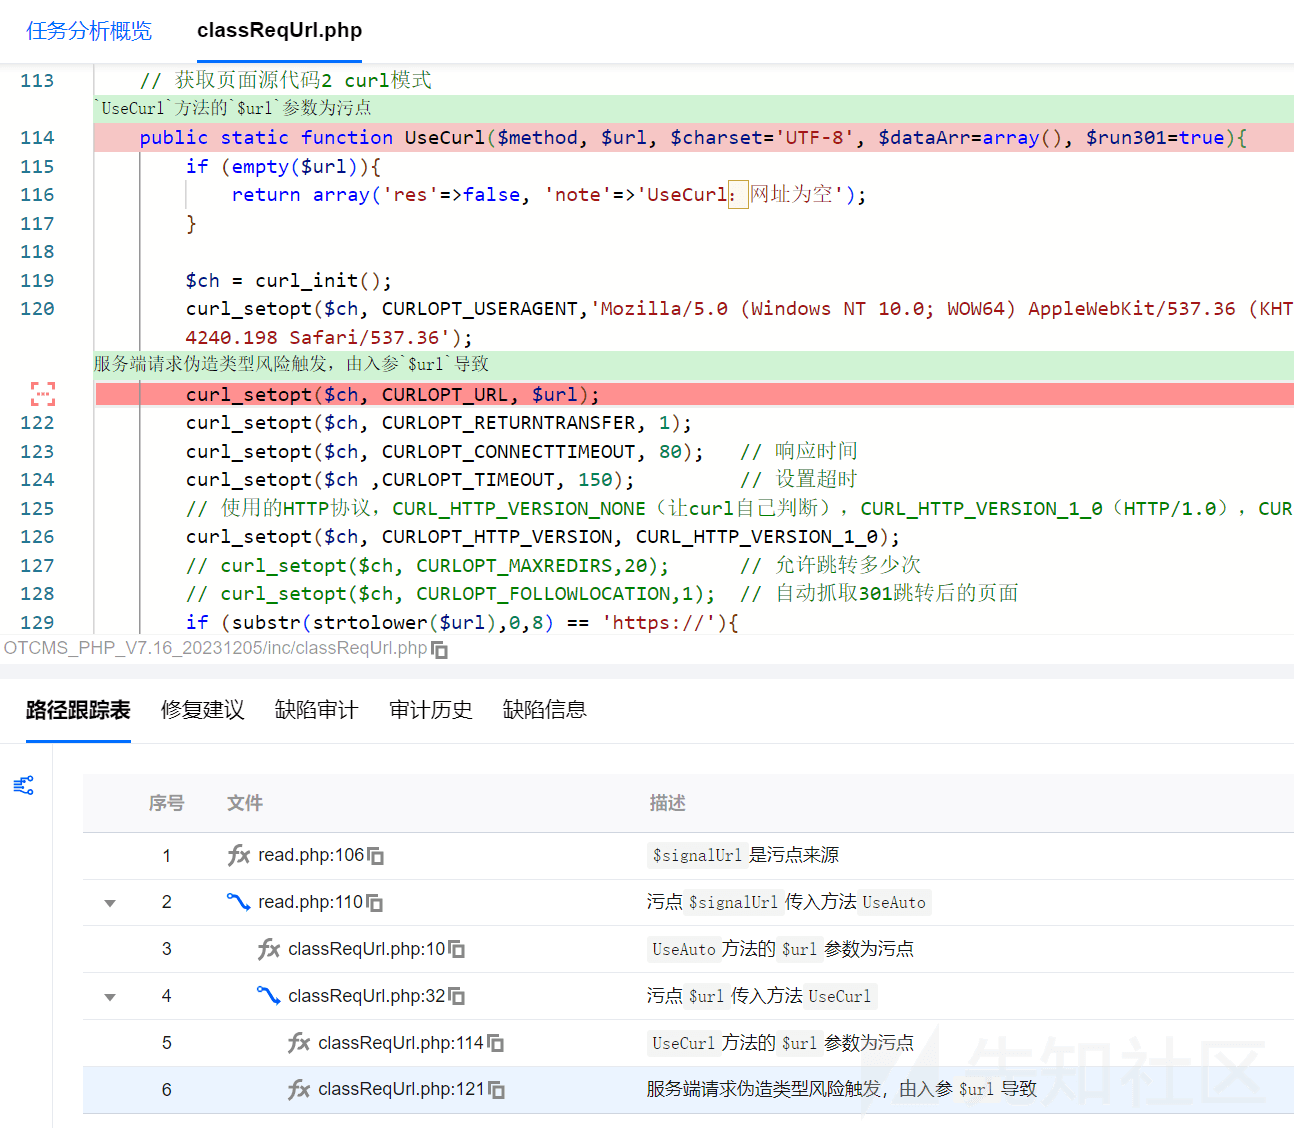 任务分析概览 classReqUrl.php
113 // 获取页面源代码2 curl模式
`UseCurl`方法的`$url`参数为污点
114 public static function UseCurl($method, $url, $charset='UTF-8', $dataArr=array(), $run301=true){
115 if (empty($url)){
116 return array('res'=>false, 'note'=>'UseCurl：网址为空');
117 }
118
119 $ch = curl_init();
120 curl_setopt($ch, CURLOPT_USERAGENT,'Mozilla/5.0 (Windows NT 10.0; WOW64) AppleWebKit/537.36 (KHT
4240.198 Safari/537.36');
服务端请求伪造类型风险触发，由入参`$url`导致
curl_setopt($ch, CURLOPT_URL, $url);
122 curl_setopt($ch, CURLOPT_RETURNTRANSFER, 1);
123 curl_setopt($ch, CURLOPT_CONNECTTIMEOUT, 80); // 响应时间
124 curl_setopt($ch ,CURLOPT_TIMEOUT, 150); // 设置超时
125 // 使用的HTTP协议，CURL_HTTP_VERSION_NONE（让curl自己判断），CURL_HTTP_VERSION_1_0（HTTP/1.0），CUR
126 curl_setopt($ch, CURLOPT_HTTP_VERSION, CURL_HTTP_VERSION_1_0);
127 // curl_setopt($ch, CURLOPT_MAXREDIRS,20); // 允许跳转多少次
128 // curl_setopt($ch, CURLOPT_FOLLOWLOCATION,1); // 自动抓取301跳转后的页面
129 if (substr(strtolower($url),0,8) == 'https://'){
OTCMS_PHP_V7.16_20231205/inc/classReqUrl.php
路径跟踪表 修复建议 缺陷审计 审计历史 缺陷信息
序号 文件 描述
1 fx read.php:106 $signalUrl 是污点来源
2 read.php:110 污点 $signalUrl 传入方法 UseAuto
3 fx classReqUrl.php:10 UseAuto 方法的 $url 参数为污点
4 classReqUrl.php:32 污点 $url 传入方法 UseCurl
5 fx classReqUrl.php:114 UseCurl 方法的 $url 参数为污点
6 fx classReqUrl.php:121 服务端请求伪造类型风险触发，由入参 $url 导致
先知社区